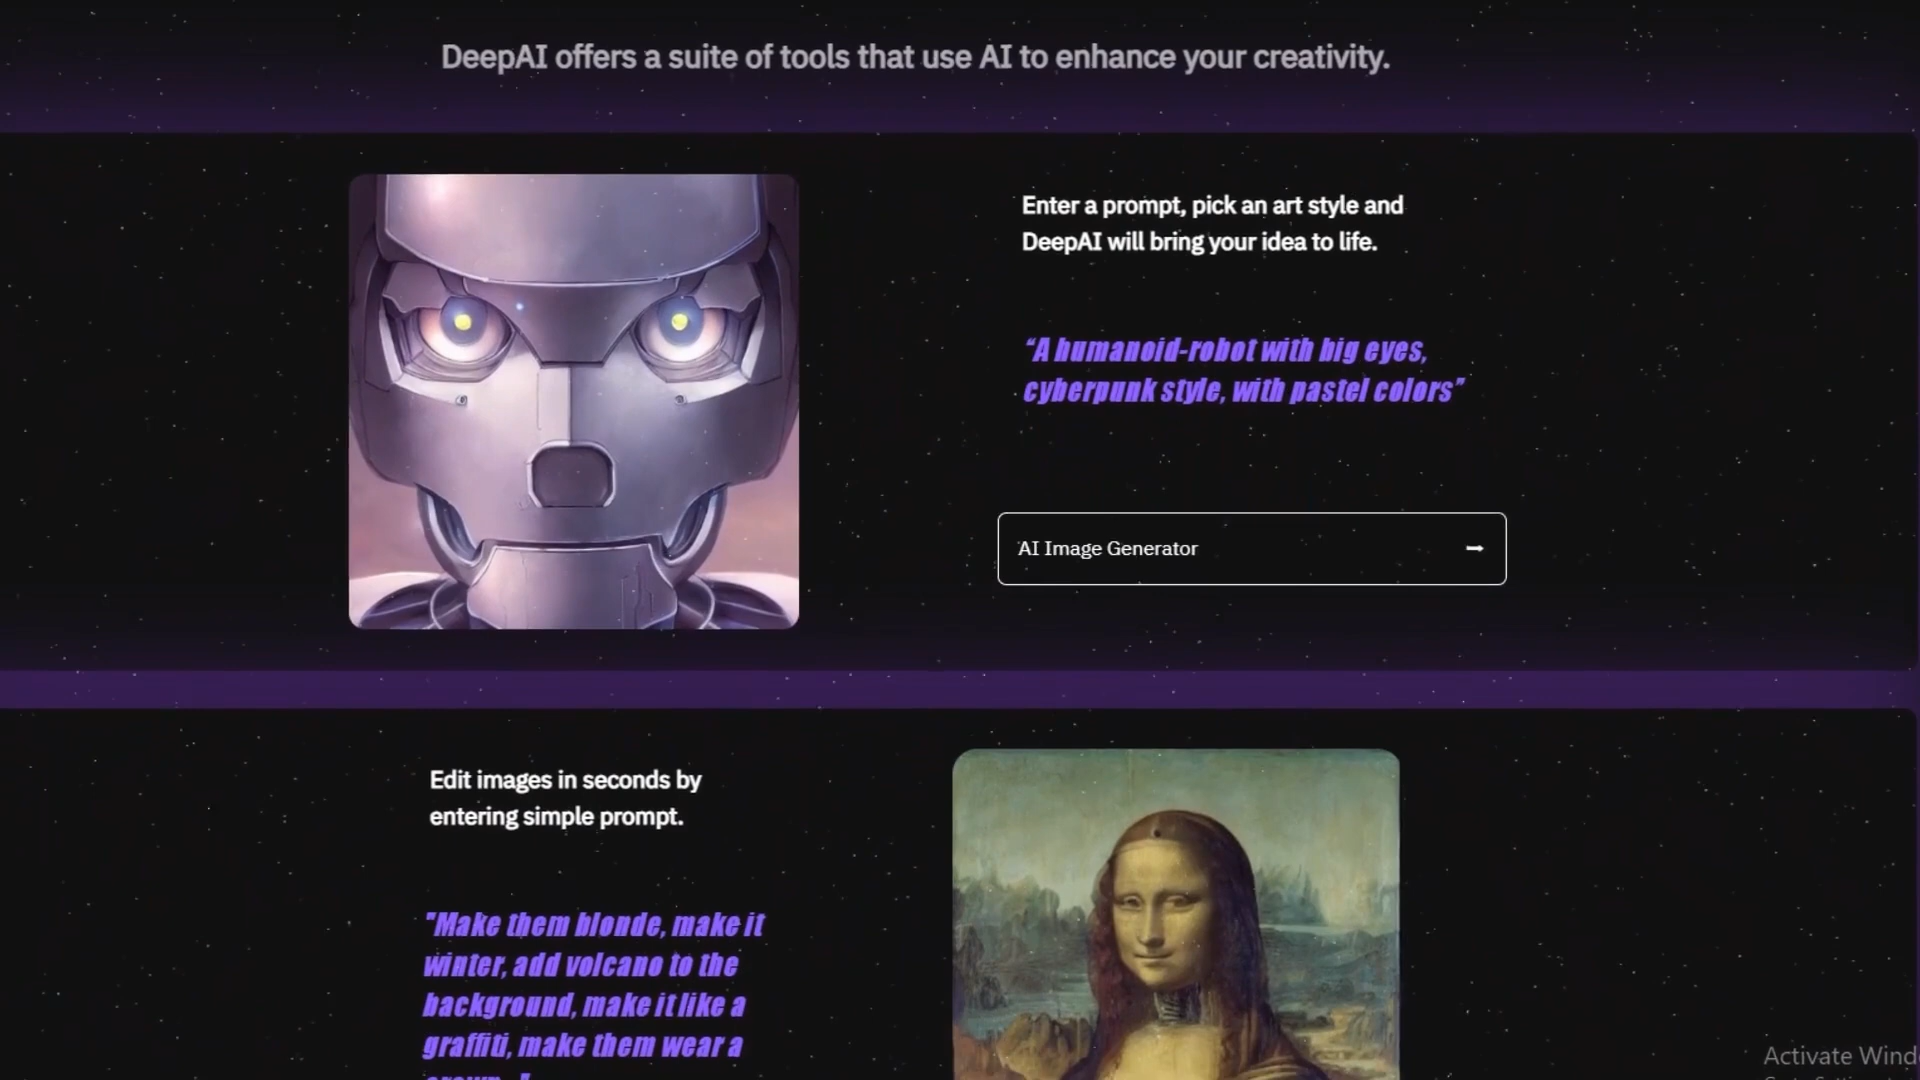 DeepAI offers a suite of tools that use AI to enhance your creativity.
Enter a prompt, pick an art style and
DeepAI will bring your idea to life.
“A humanoid-robot with big eyes,
cyberpunk style, with pastel colors”
AI Image Generator
Edit images in seconds by
entering simple prompt.
"Make them blonde, make it
winter, add volcano to the
background, make it like a
graffiti, make them wear a
Activate Wind